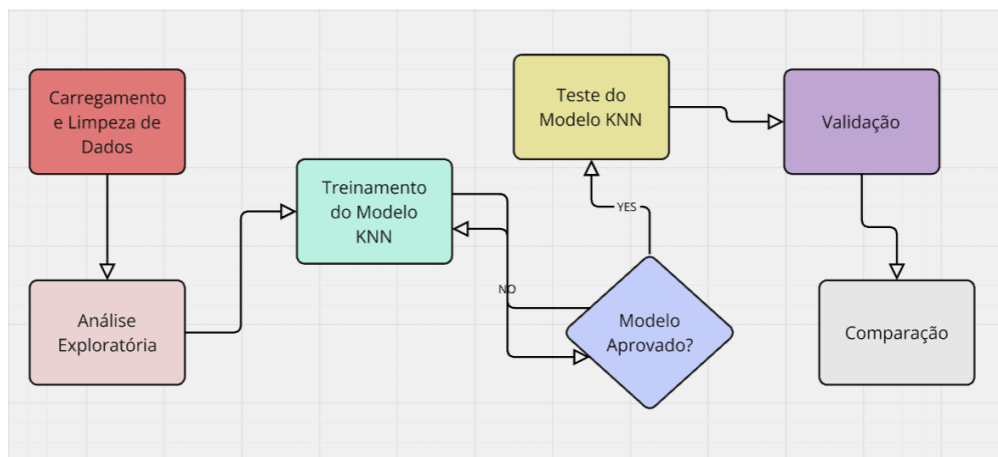 Carregamento
e Limpeza de
Dados
Análise
Exploratória
Treinamento
do Modelo
KNN
NO
Modelo
Aprovado?
YES
Teste do
Modelo KNN
Validação
Comparação